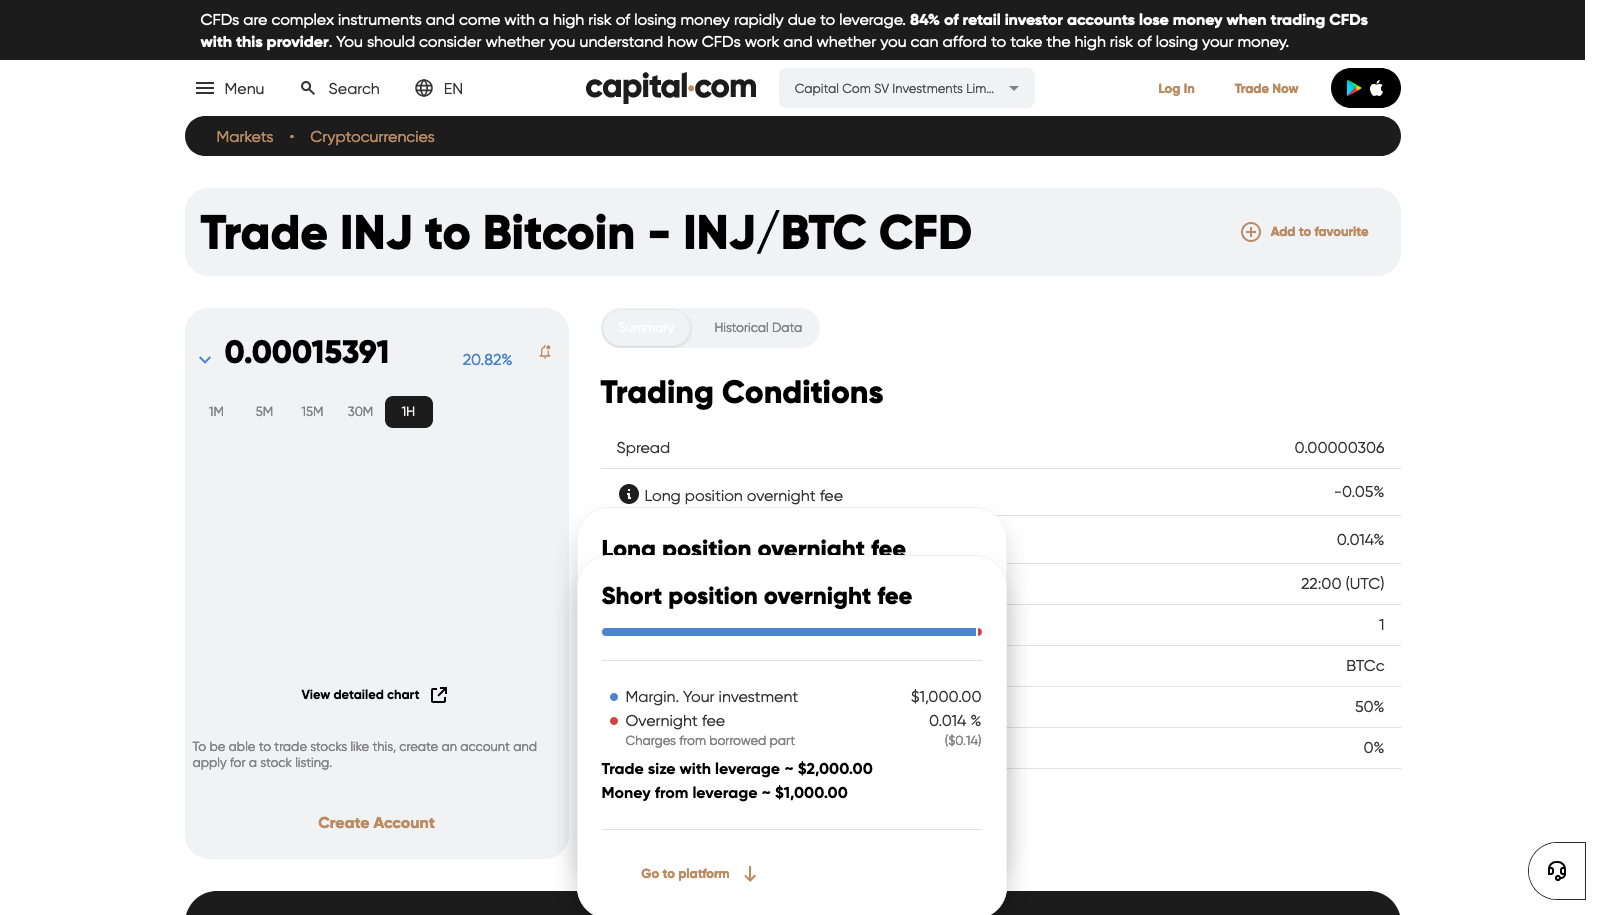 CFDs are complex instruments and come with a high risk of losing money rapidly due to leverage. 84% of retail investor accounts lose money when trading CFDs
with this provider. You should consider whether you understand how CFDs work and whether you can afford to take the high risk of losing your money.
Menu
Search
EN
capital.com
Capital Com SV Investments Lim...
Log In
Trade Now
Markets • Cryptocurrencies
Trade INJ to Bitcoin - INJ/BTC CFD
Add to favourite
0.00015391
20.82%
1M 5M 15M 30M 1H
View detailed chart
To be able to trade stocks like this, create an account and
apply for a stock listing.
Create Account
Summary
Historical Data
Trading Conditions
Spread 0.00000306
Long position overnight fee -0.05%
0.014%
22:00 (UTC)
1
BTCc
50%
0%
Long position overnight fee
Short position overnight fee
Margin. Your investment $1,000.00
Overnight fee 0.014 %
Charges from borrowed part ($0.14)
Trade size with leverage ~ $2,000.00
Money from leverage ~ $1,000.00
Go to platform